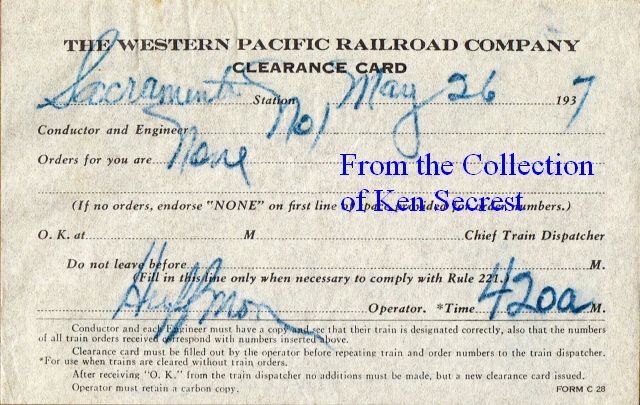 THE WESTERN PACIFIC RAILROAD COMPANY
CLEARANCE CARD
Sacramento Station May 26 1937
Conductor and Engineer No 1
Orders for you are None
From the Collection
of Ken Secrest
(If no orders, endorse "NONE" on first line of space provided for order numbers.)
O. K. at M Chief Train Dispatcher
Do not leave before M.
(Fill in this line only when necessary to comply with Rule 221.)
Huffmon Operator. *Time 420a M.
Conductor and each Engineer must have a copy and see that their train is designated correctly, also that the numbers
of all train orders received correspond with numbers inserted above.
Clearance card must be filled out by the operator before repeating train and order numbers to the train dispatcher.
*For use when trains are cleared without train orders.
After receiving "O. K." from the train dispatcher no additions must be made, but a new clearance card issued.
Operator must retain a carbon copy. FORM C 28